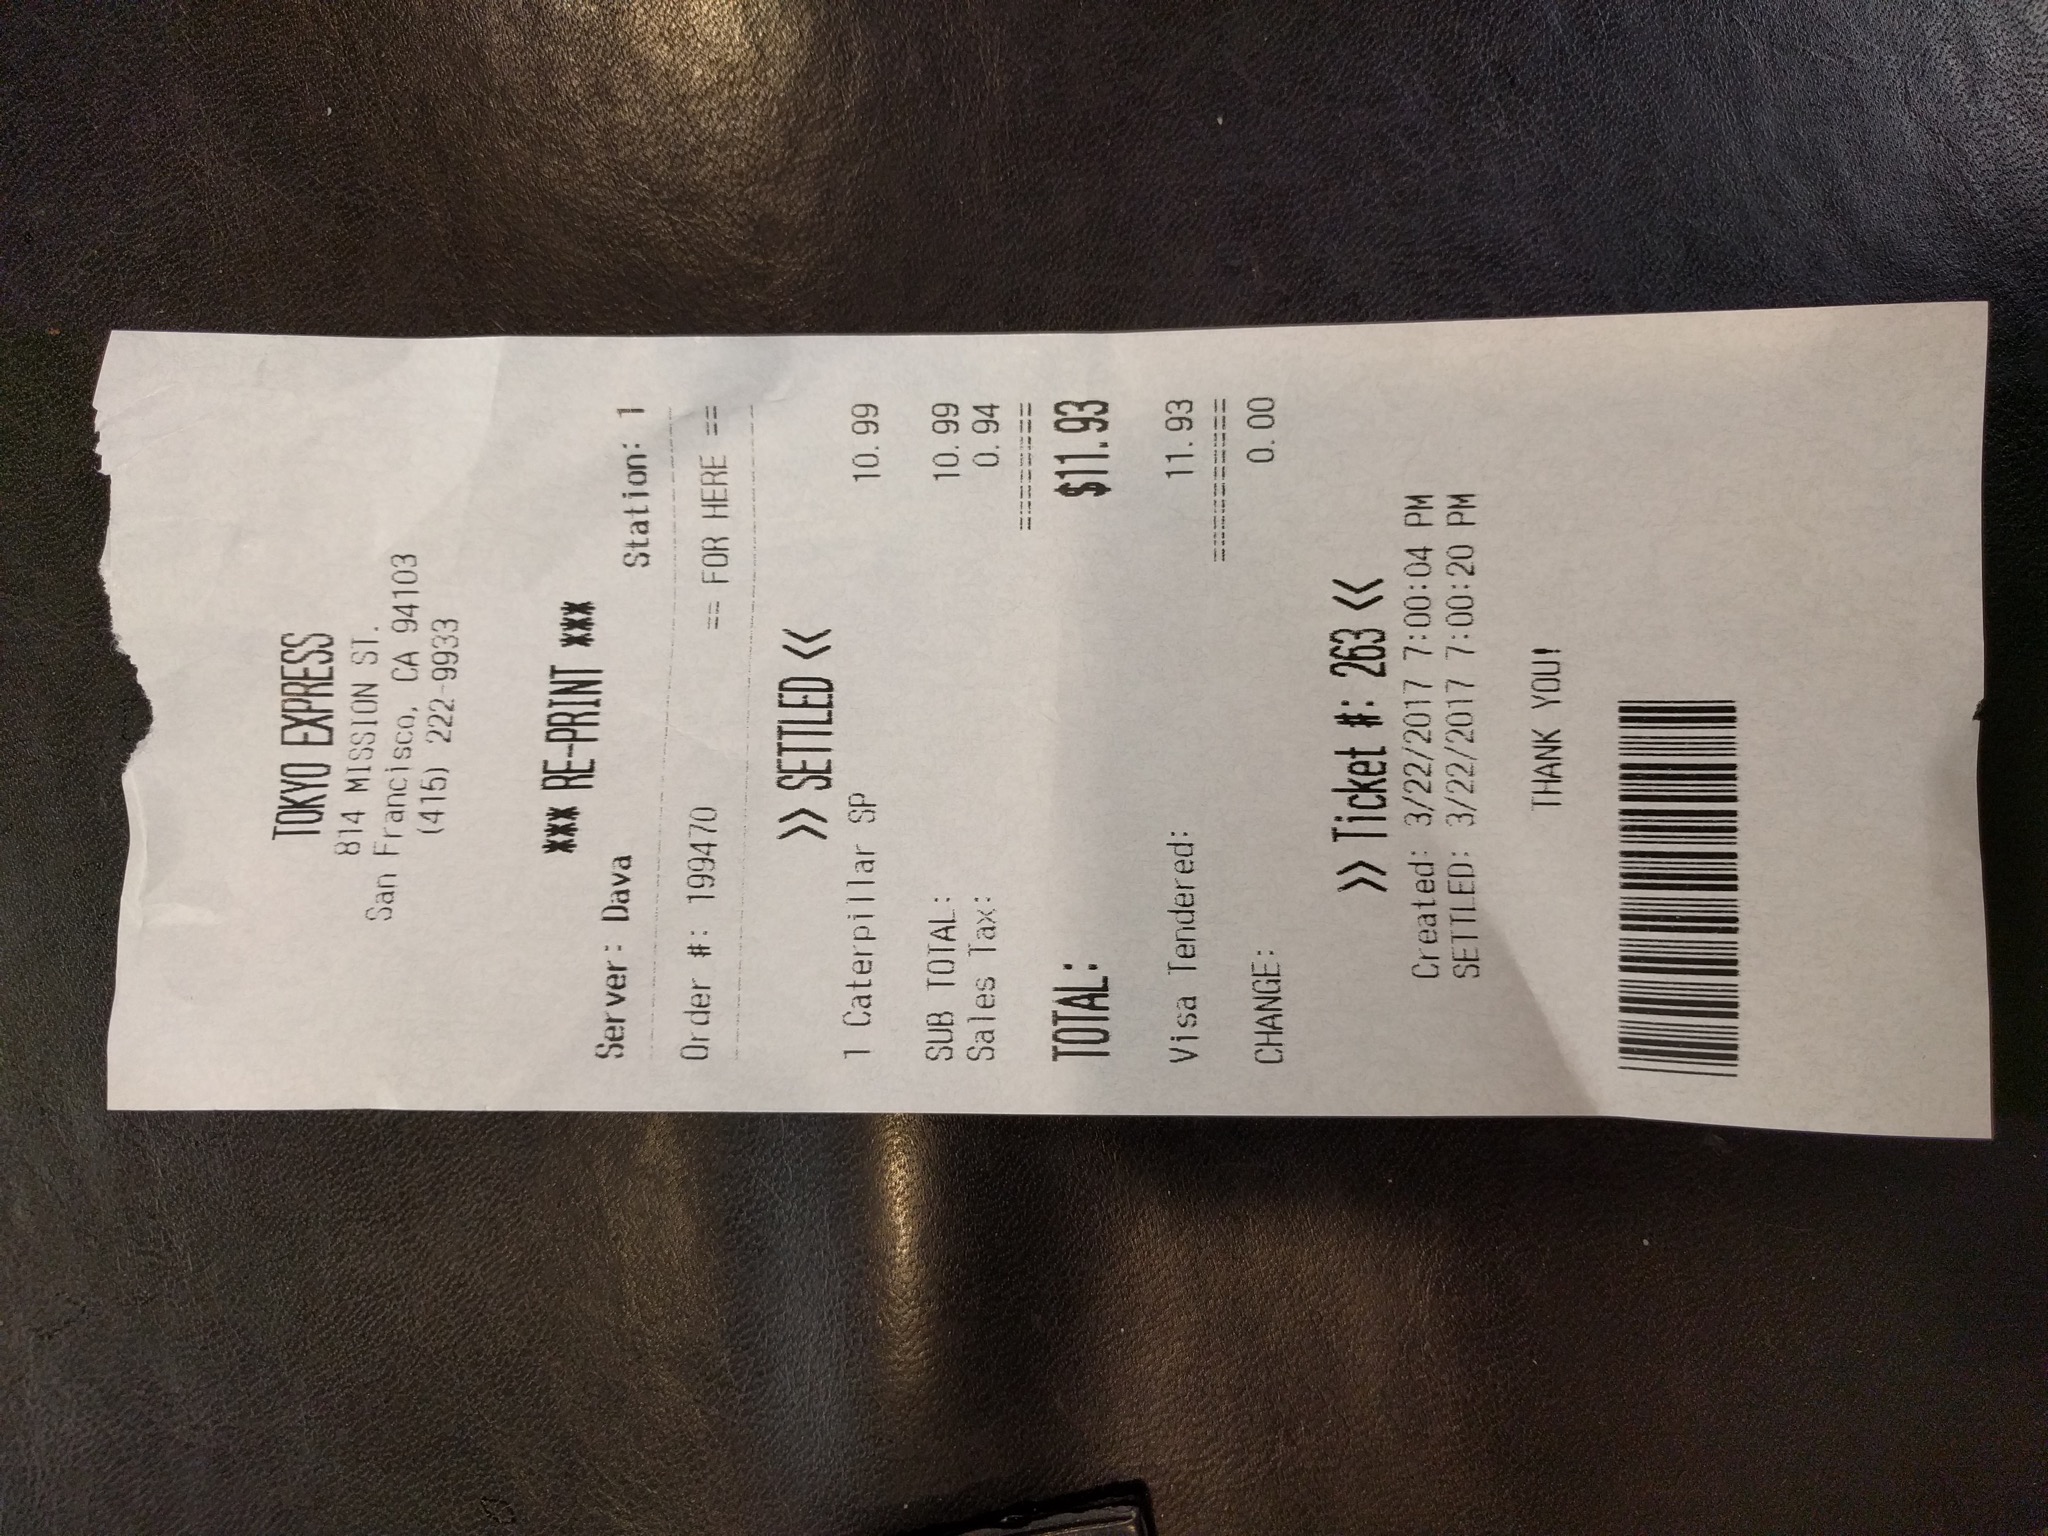 TOKYO EXPRESS
814 MISSION ST.
San Francisco, CA 94103
(415) 222-9933
*** RE-PRINT ***
Server: Dava Station: 1
Order #: 199470 == FOR HERE ==
>> SETTLED <<
1 Caterpillar SP 10.99
SUB TOTAL: 10.99
Sales Tax: 0.94
========
TOTAL: $11.93
Visa Tendered: 11.93
==========
CHANGE: 0.00
>> Ticket #: 263 <<
Created: 3/22/2017 7:00:04 PM
SETTLED: 3/22/2017 7:00:20 PM
THANK YOU!